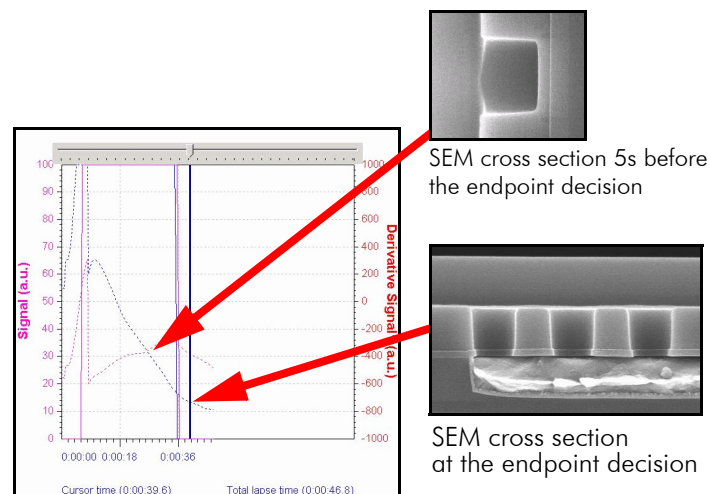 SEM cross section 5s before
the endpoint decision
100
90
80
70
60
50
40
30
20
10
0
Signal (a.u.)
1000
800
600
400
200
0
-200
-400
-600
-800
-1000
Derivative Signal (a.u.)
0:00:00 0:00:18 0:00:36
Cursor time (0:00:39.6) Total lapse time (0:00:46.8)
SEM cross section
at the endpoint decision